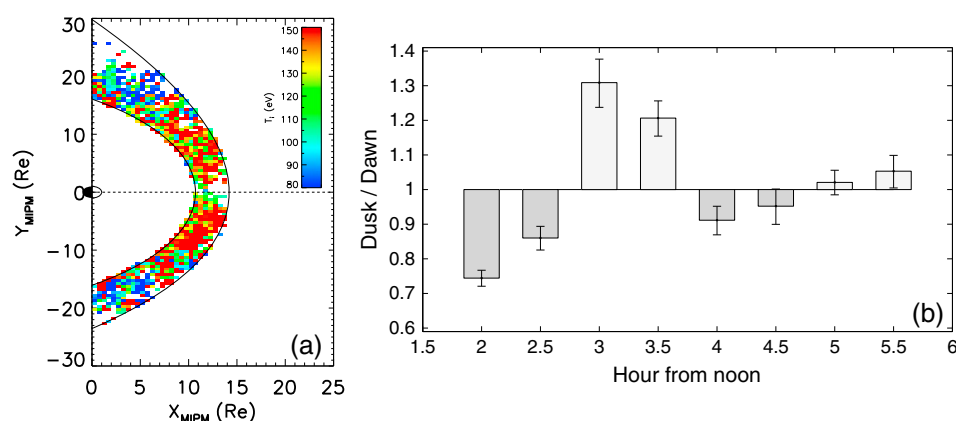 30
20
10
0
−10
−20
−30
Y_MIPM (Re)
0 5 10 15 20 25
X_MIPM (Re)
150
140
130
120
110
100
90
80
T_i (eV)
(a)
1.4
1.3
1.2
1.1
1
0.9
0.8
0.7
0.6
Dusk / Dawn
1.5 2 2.5 3 3.5 4 4.5 5 5.5 6
Hour from noon
(b)